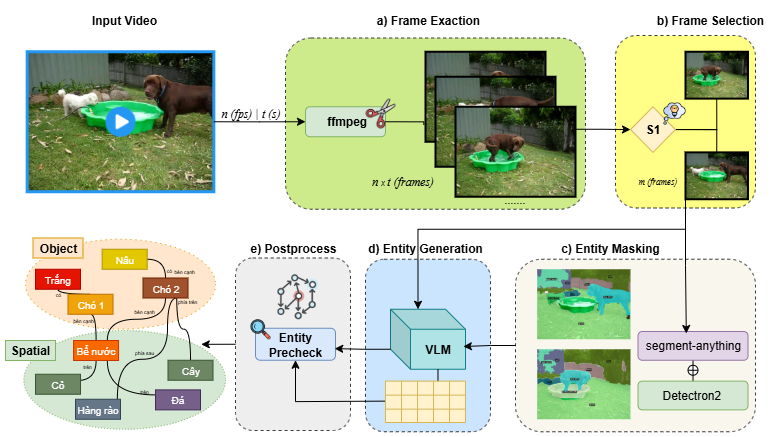 Input Video
a) Frame Exaction
b) Frame Selection
n (fps) | t (s)
ffmpeg
n x t (frames)
.......
S1
m (frames)
Object
Nâu
Trắng
có
bên cạnh
có
Chó 1
Chó 2
phía trên
bên cạnh
bên cạnh
Spatial
Bể nước
phía sau
trên
Cỏ
Cây
trên
Hàng rào
Đá
e) Postprocess
Entity
Precheck
d) Entity Generation
VLM
c) Entity Masking
segment-anything
Detectron2